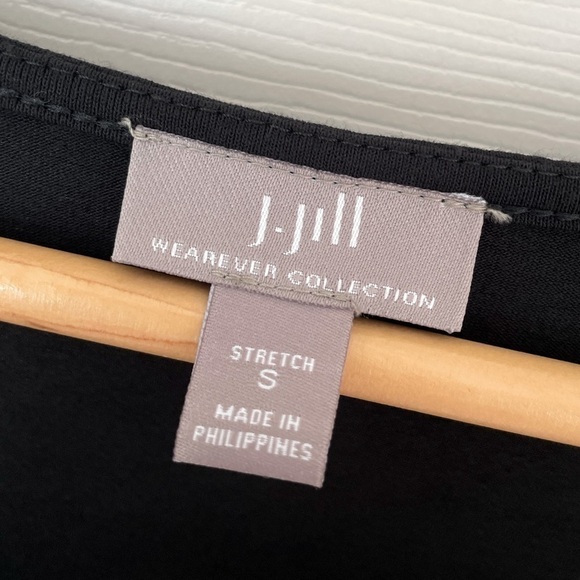 J.Jill
WEAREVER COLLECTION
STRETCH
S
MADE IN
PHILIPPINES